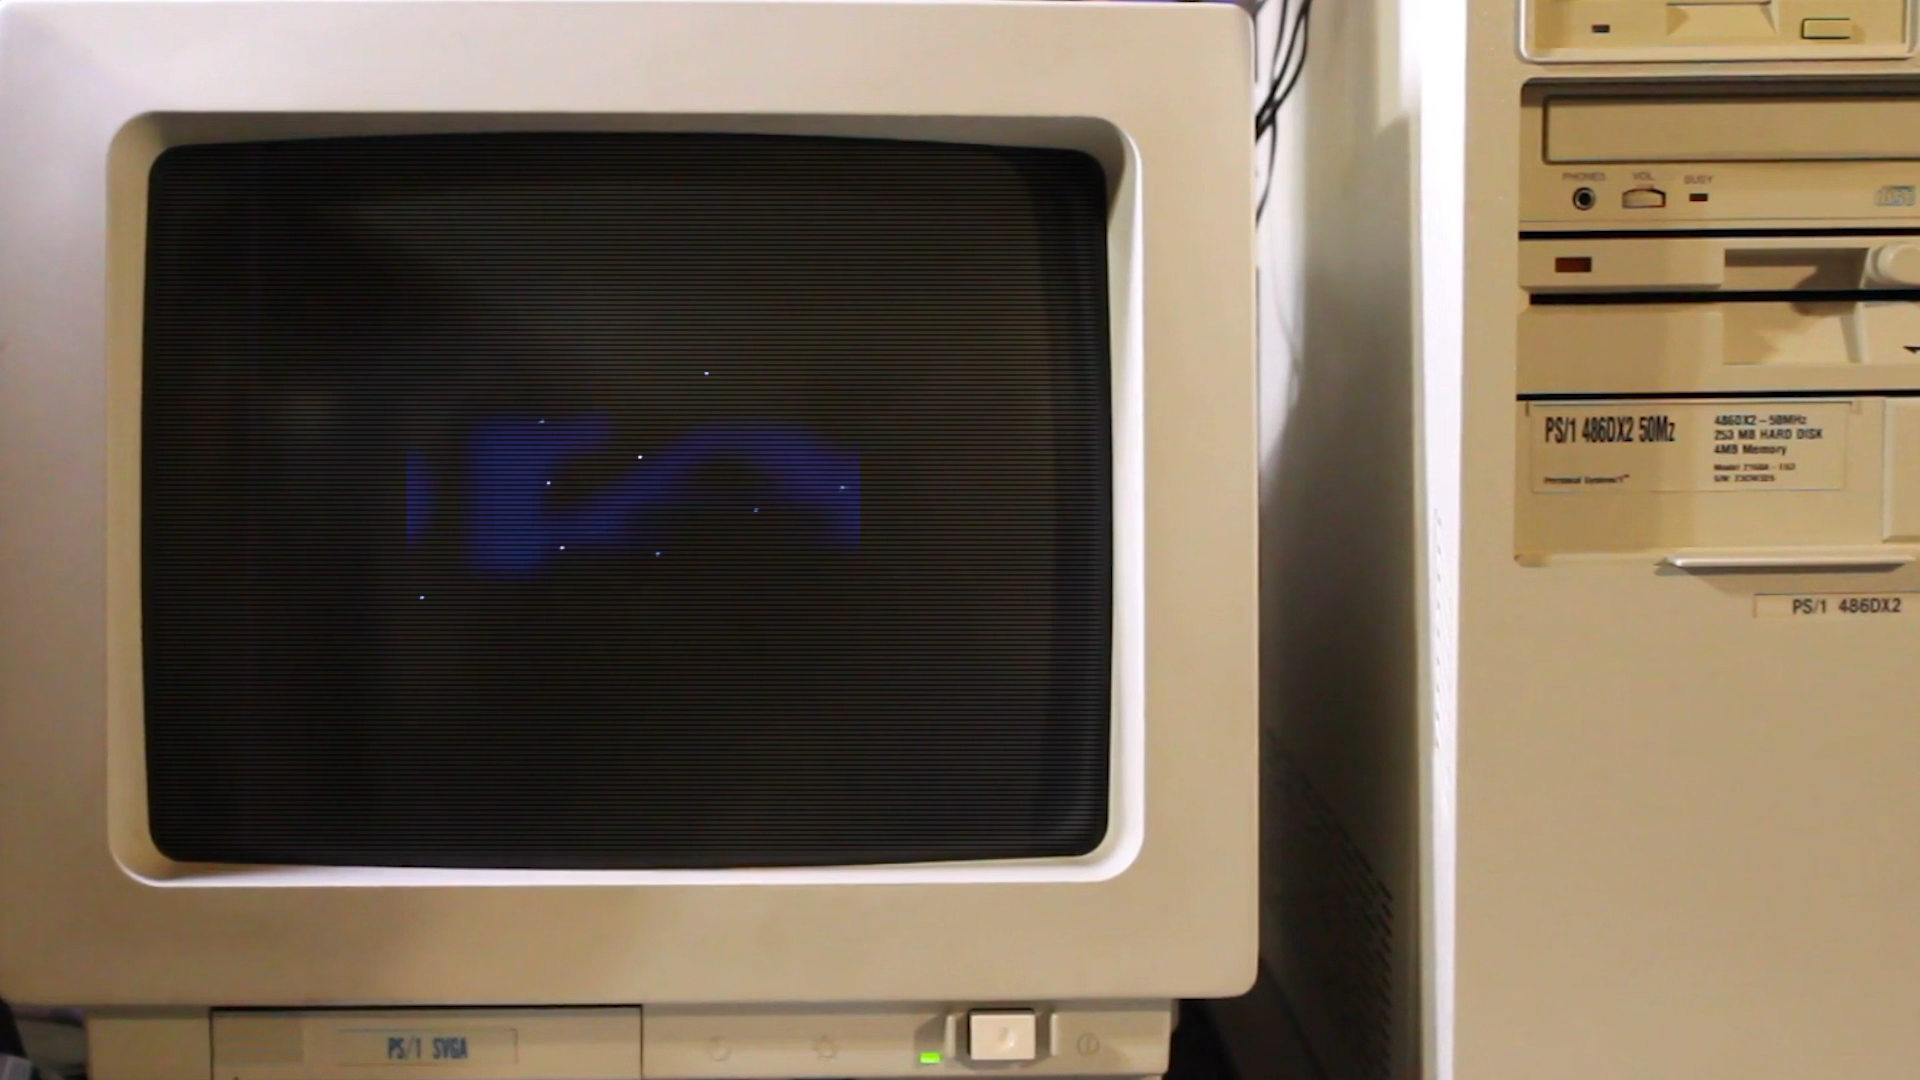 PHONES
VOL
BUSY
PS/1 486DX2 50Mz
486DX2-50MHz
253 MB HARD DISK
4MB Memory
PS/1 486DX2
PS/1 SVGA